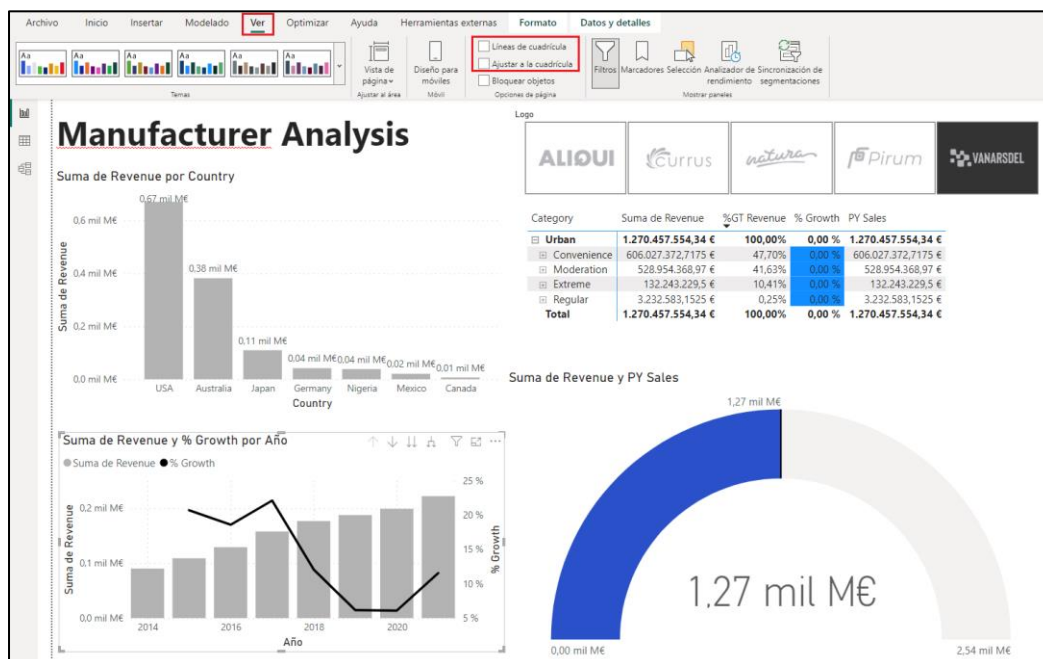 Archivo Inicio Insertar Modelado Ver Optimizar Ayuda Herramientas externas Formato Datos y detalles
Aa Aa Aa Aa Aa Aa
Temas
Vista de página
Ajustar al área
Diseño para móviles
Móvil
Líneas de cuadrícula
Ajustar a la cuadrícula
Bloquear objetos
Opciones de página
Filtros Marcadores Selección Analizador de rendimiento Sincronización de segmentaciones
Mostrar paneles
Manufacturer Analysis
Logo
ALIQUI Currus natura Pirum VANARSDEL
Suma de Revenue por Country
Suma de Revenue
0,6 mil M€
0,4 mil M€
0,2 mil M€
0,0 mil M€
0,67 mil M€
0,38 mil M€
0,11 mil M€
0,04 mil M€
0,04 mil M€
0,02 mil M€
0,01 mil M€
USA Australia Japan Germany Nigeria Mexico Canada
Country
Category Suma de Revenue %GT Revenue % Growth PY Sales
Urban 1.270.457.554,34 € 100,00% 0,00 % 1.270.457.554,34 €
Convenience 606.027.372,7175 € 47,70% 0,00 % 606.027.372,7175 €
Moderation 528.954.368,97 € 41,63% 0,00 % 528.954.368,97 €
Extreme 132.243.229,5 € 10,41% 0,00 % 132.243.229,5 €
Regular 3.232.583,1525 € 0,25% 0,00 % 3.232.583,1525 €
Total 1.270.457.554,34 € 100,00% 0,00 % 1.270.457.554,34 €
Suma de Revenue y % Growth por Año
Suma de Revenue % Growth
Suma de Revenue
0,2 mil M€
0,1 mil M€
0,0 mil M€
25 %
20 %
15 %
10 %
5 %
% Growth
2014 2016 2018 2020
Año
Suma de Revenue y PY Sales
1,27 mil M€
1,27 mil M€
0,00 mil M€ 2,54 mil M€